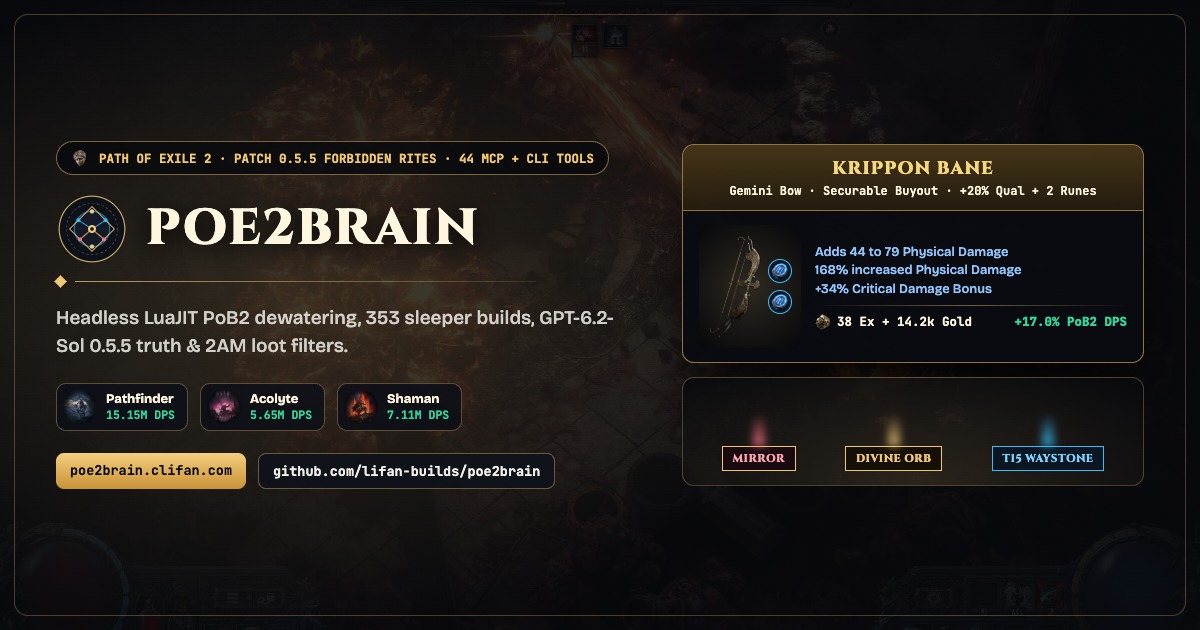 PATH OF EXILE 2 · PATCH 0.5.5 FORBIDDEN RITES · 44 MCP + CLI TOOLS
POE2BRAIN
Headless LuaJIT PoB2 dewatering, 353 sleeper builds, GPT-6.2-
Sol 0.5.5 truth & 2AM loot filters.
Pathfinder
15.15M DPS
Acolyte
5.65M DPS
Shaman
7.11M DPS
poe2brain.clifan.com
github.com/lifan-builds/poe2brain
KRIPPON BANE
Gemini Bow · Securable Buyout · +20% Qual + 2 Runes
Adds 44 to 79 Physical Damage
168% increased Physical Damage
+34% Critical Damage Bonus
38 Ex + 14.2k Gold
+17.0% PoB2 DPS
MIRROR
DIVINE ORB
T15 WAYSTONE